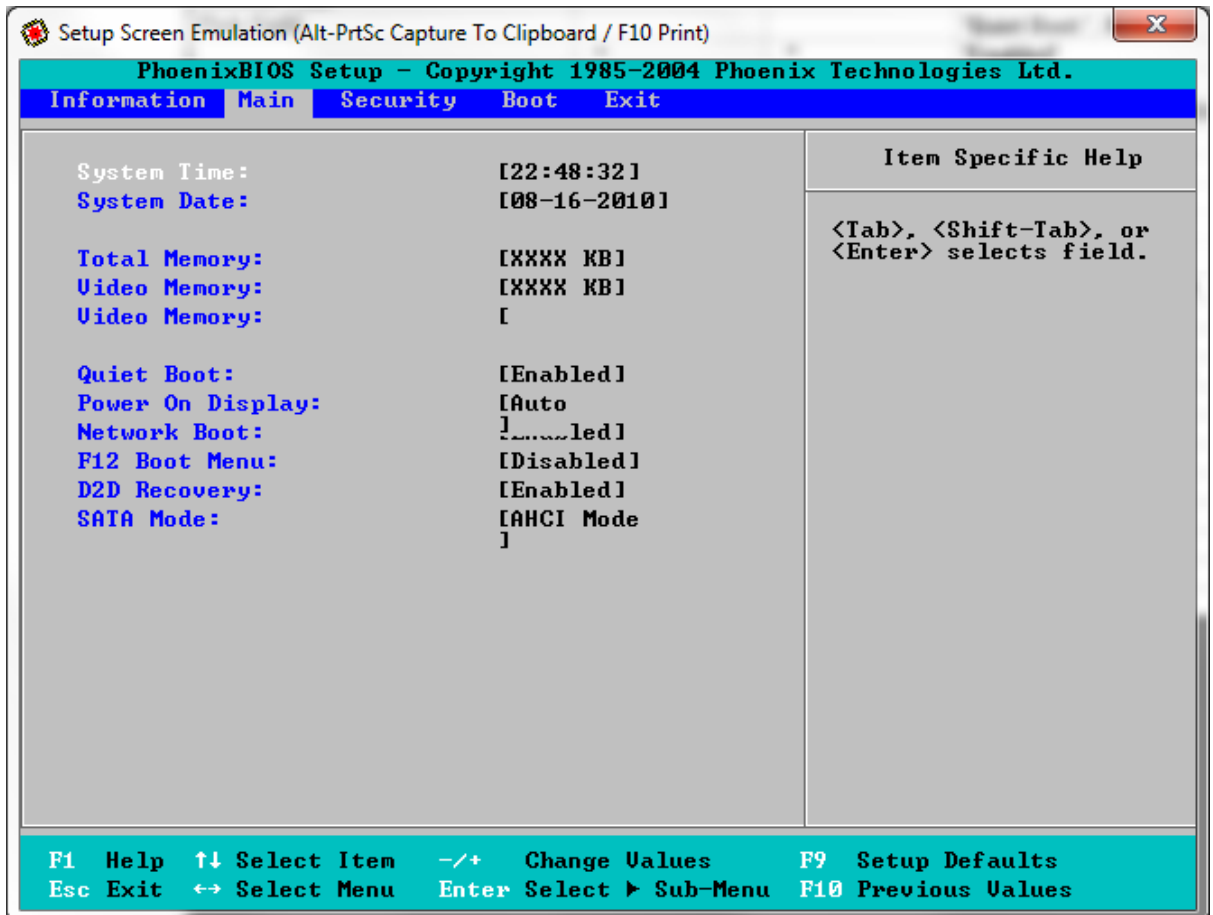 Setup Screen Emulation (Alt-PrtSc Capture To Clipboard / F10 Print)
PhoenixBIOS Setup - Copyright 1985-2004 Phoenix Technologies Ltd.
Information Main Security Boot Exit
Item Specific Help
System Time: [22:48:32]
System Date: [08-16-2010]
<Tab>, <Shift-Tab>, or
<Enter> selects field.
Total Memory: [XXXX KB]
Video Memory: [XXXX KB]
Video Memory: [
Quiet Boot: [Enabled]
Power On Display: [Auto
]
Network Boot: led]
F12 Boot Menu: [Disabled]
D2D Recovery: [Enabled]
SATA Mode: [AHCI Mode
]
F1 Help ↑↓ Select Item -/+ Change Values F9 Setup Defaults
Esc Exit ←→ Select Menu Enter Select ▶ Sub-Menu F10 Previous Values